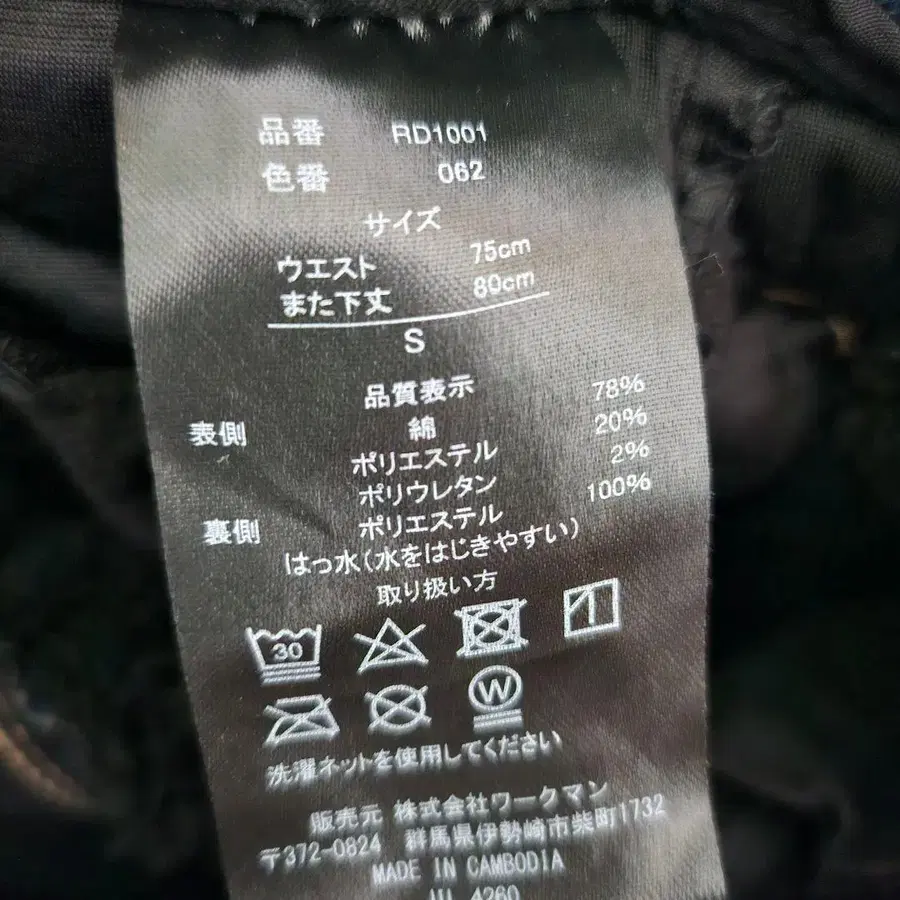 品番 RD1001
色番 062
サイズ
ウエスト 75cm
また下丈 80cm
S
品質表示
表側 綿 78%
ポリエステル 20%
ポリウレタン 2%
裏側 ポリエステル 100%
はっ水(水をはじきやすい)
取り扱い方
30
W
洗濯ネットを使用してください
販売元 株式会社ワークマン
〒372-0824 群馬県伊勢崎市柴町1732
MADE IN CAMBODIA
4260